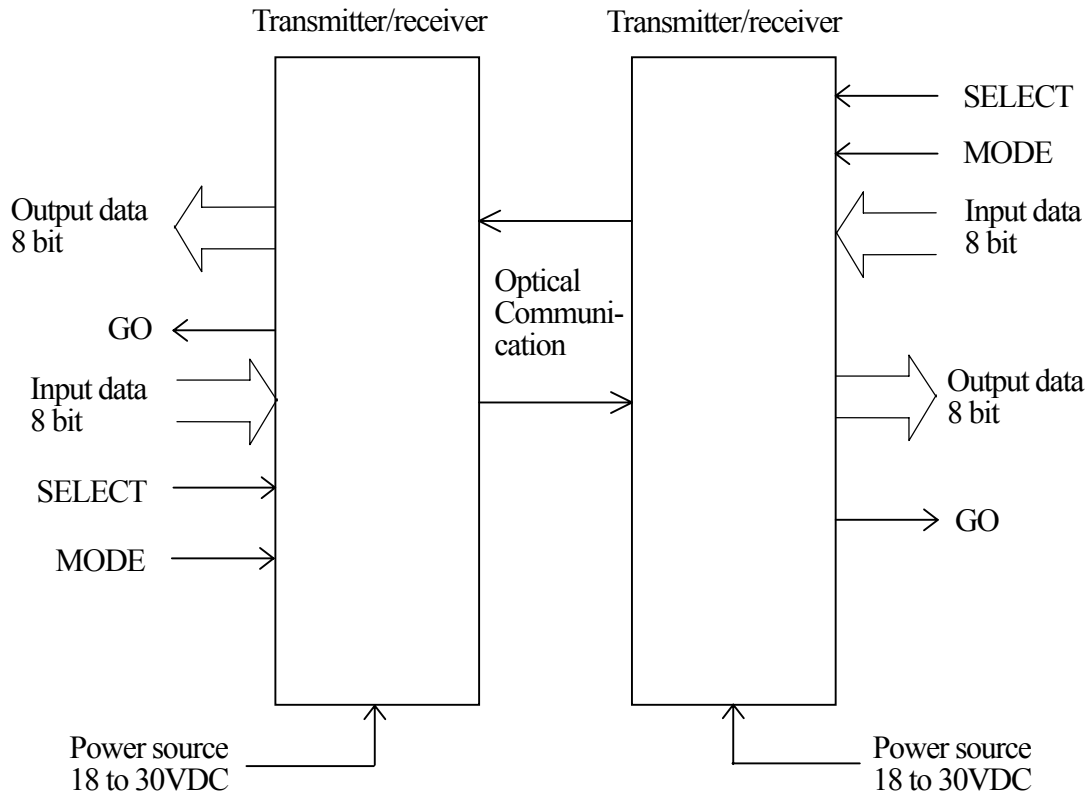 Transmitter/receiver
Transmitter/receiver
SELECT
MODE
Output data
8 bit
Input data
8 bit
Optical
Communi-
cation
GO
Input data
8 bit
Output data
8 bit
SELECT
GO
MODE
Power source
18 to 30VDC
Power source
18 to 30VDC